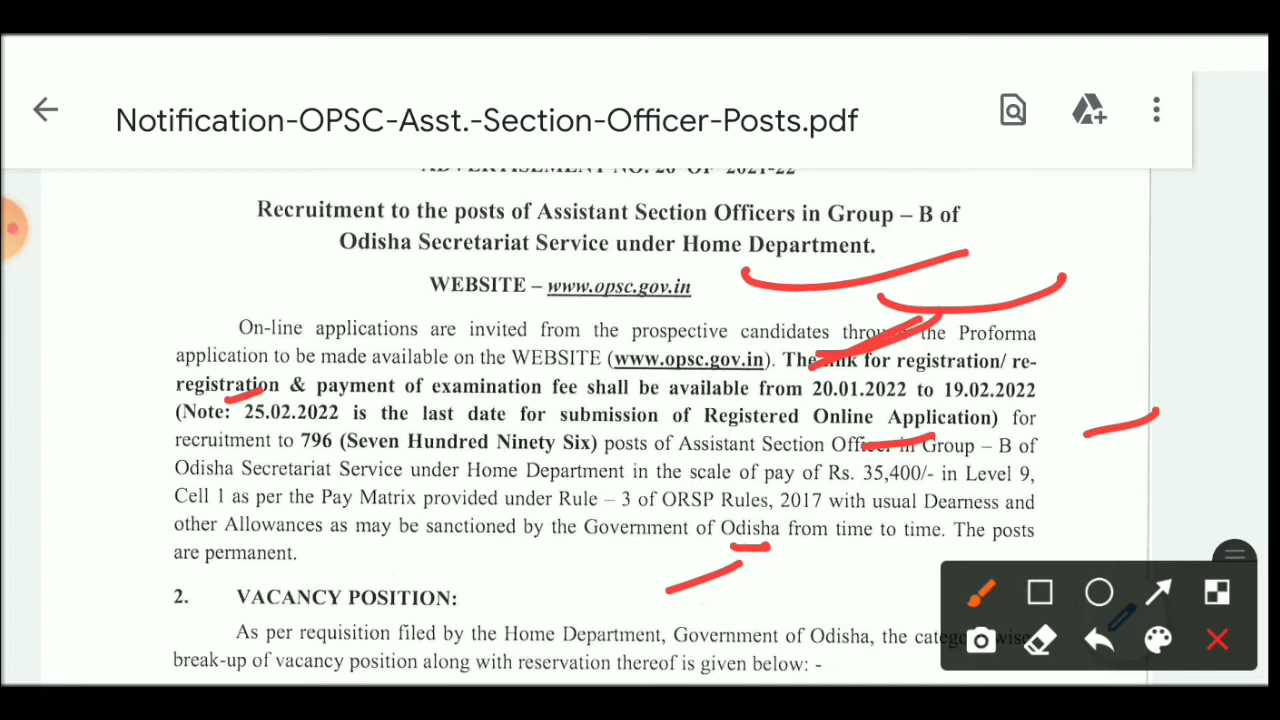 Notification-OPSC-Asst.-Section-Officer-Posts.pdf
ADVERTISEMENT NO. 26 OF 2021-22
Recruitment to the posts of Assistant Section Officers in Group – B of
Odisha Secretariat Service under Home Department.
WEBSITE – www.opsc.gov.in
On-line applications are invited from the prospective candidates through the Proforma
application to be made available on the WEBSITE (www.opsc.gov.in). The link for registration/ re-
registration & payment of examination fee shall be available from 20.01.2022 to 19.02.2022
(Note: 25.02.2022 is the last date for submission of Registered Online Application) for
recruitment to 796 (Seven Hundred Ninety Six) posts of Assistant Section Officer in Group – B of
Odisha Secretariat Service under Home Department in the scale of pay of Rs. 35,400/- in Level 9,
Cell 1 as per the Pay Matrix provided under Rule – 3 of ORSP Rules, 2017 with usual Dearness and
other Allowances as may be sanctioned by the Government of Odisha from time to time. The posts
are permanent.
2. VACANCY POSITION:
As per requisition filed by the Home Department, Government of Odisha, the category wise
break-up of vacancy position along with reservation thereof is given below: -